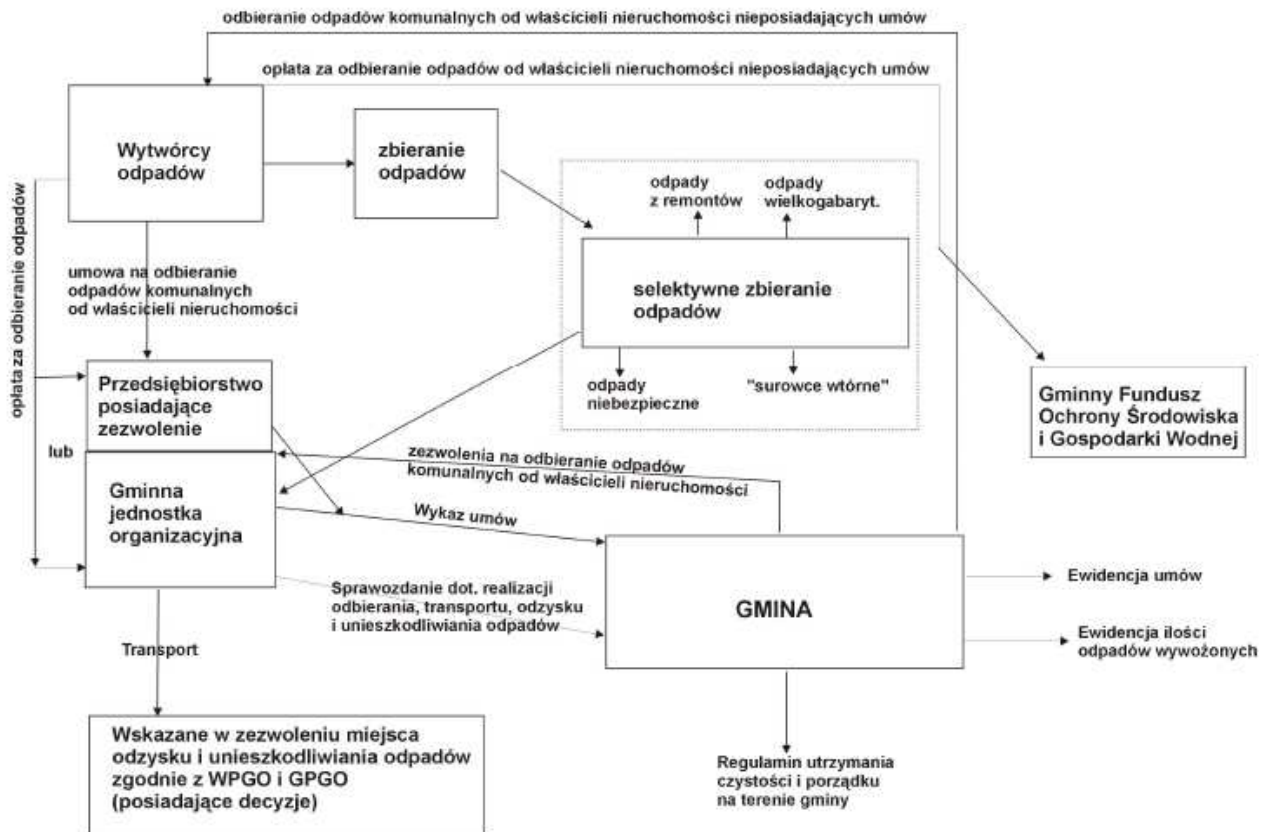 odbieranie odpadów komunalnych od właścicieli nieruchomości nieposiadających umów
opłata za odbieranie odpadów od właścicieli nieruchomości nieposiadających umów
Wytwórcy
odpadów
zbieranie
odpadów
odpady
z remontów
odpady
wielkogabaryt.
opłata za odbieranie odpadów
umowa na odbieranie
odpadów komunalnych
od właścicieli nieruchomości
selektywne zbieranie
odpadów
odpady
niebezpieczne
"surowce wtórne"
Przedsiębiorstwo
posiadające
zezwolenie
Gminny Fundusz
Ochrony Środowiska
i Gospodarki Wodnej
lub
zezwolenia na odbieranie odpadów
komunalnych od właścicieli nieruchomości
Gminna
jednostka
organizacyjna
Wykaz umów
Sprawozdanie dot. realizacji
odbierania, transportu, odzysku
i unieszkodliwiania odpadów
GMINA
Ewidencja umów
Ewidencja ilości
odpadów wywożonych
Transport
Wskazane w zezwoleniu miejsca
odzysku i unieszkodliwiania odpadów
zgodnie z WPGO i GPGO
(posiadające decyzje)
Regulamin utrzymania
czystości i porządku
na terenie gminy